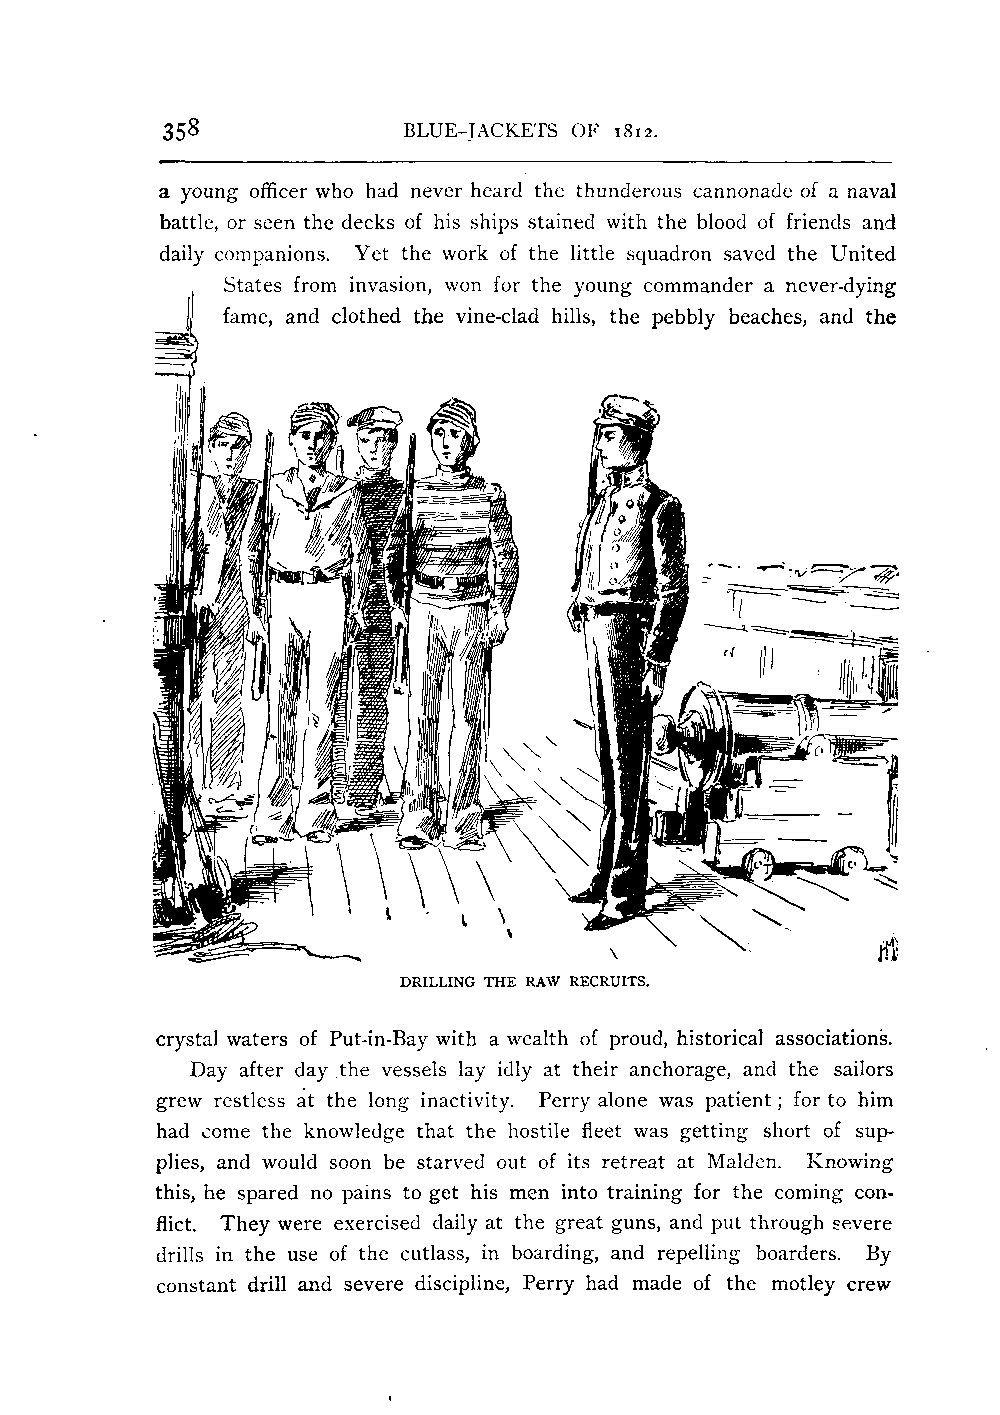 358
BLUE-JACKETS OF 1812.
a young officer who had never heard the thunderous cannonade of a naval
battle, or seen the decks of his ships stained with the blood of friends and
daily companions. Yet the work of the little squadron saved the United
States from invasion, won for the young commander a never-dying
fame, and clothed the vine-clad hills, the pebbly beaches, and the
DRILLING THE RAW RECRUITS.
crystal waters of Put-in-Bay with a wealth of proud, historical associations.
Day after day the vessels lay idly at their anchorage, and the sailors
grew restless at the long inactivity. Perry alone was patient; for to him
had come the knowledge that the hostile fleet was getting short of sup-
plies, and would soon be starved out of its retreat at Malden. Knowing
this, he spared no pains to get his men into training for the coming con-
flict. They were exercised daily at the great guns, and put through severe
drills in the use of the cutlass, in boarding, and repelling boarders. By
constant drill and severe discipline, Perry had made of the motley crew